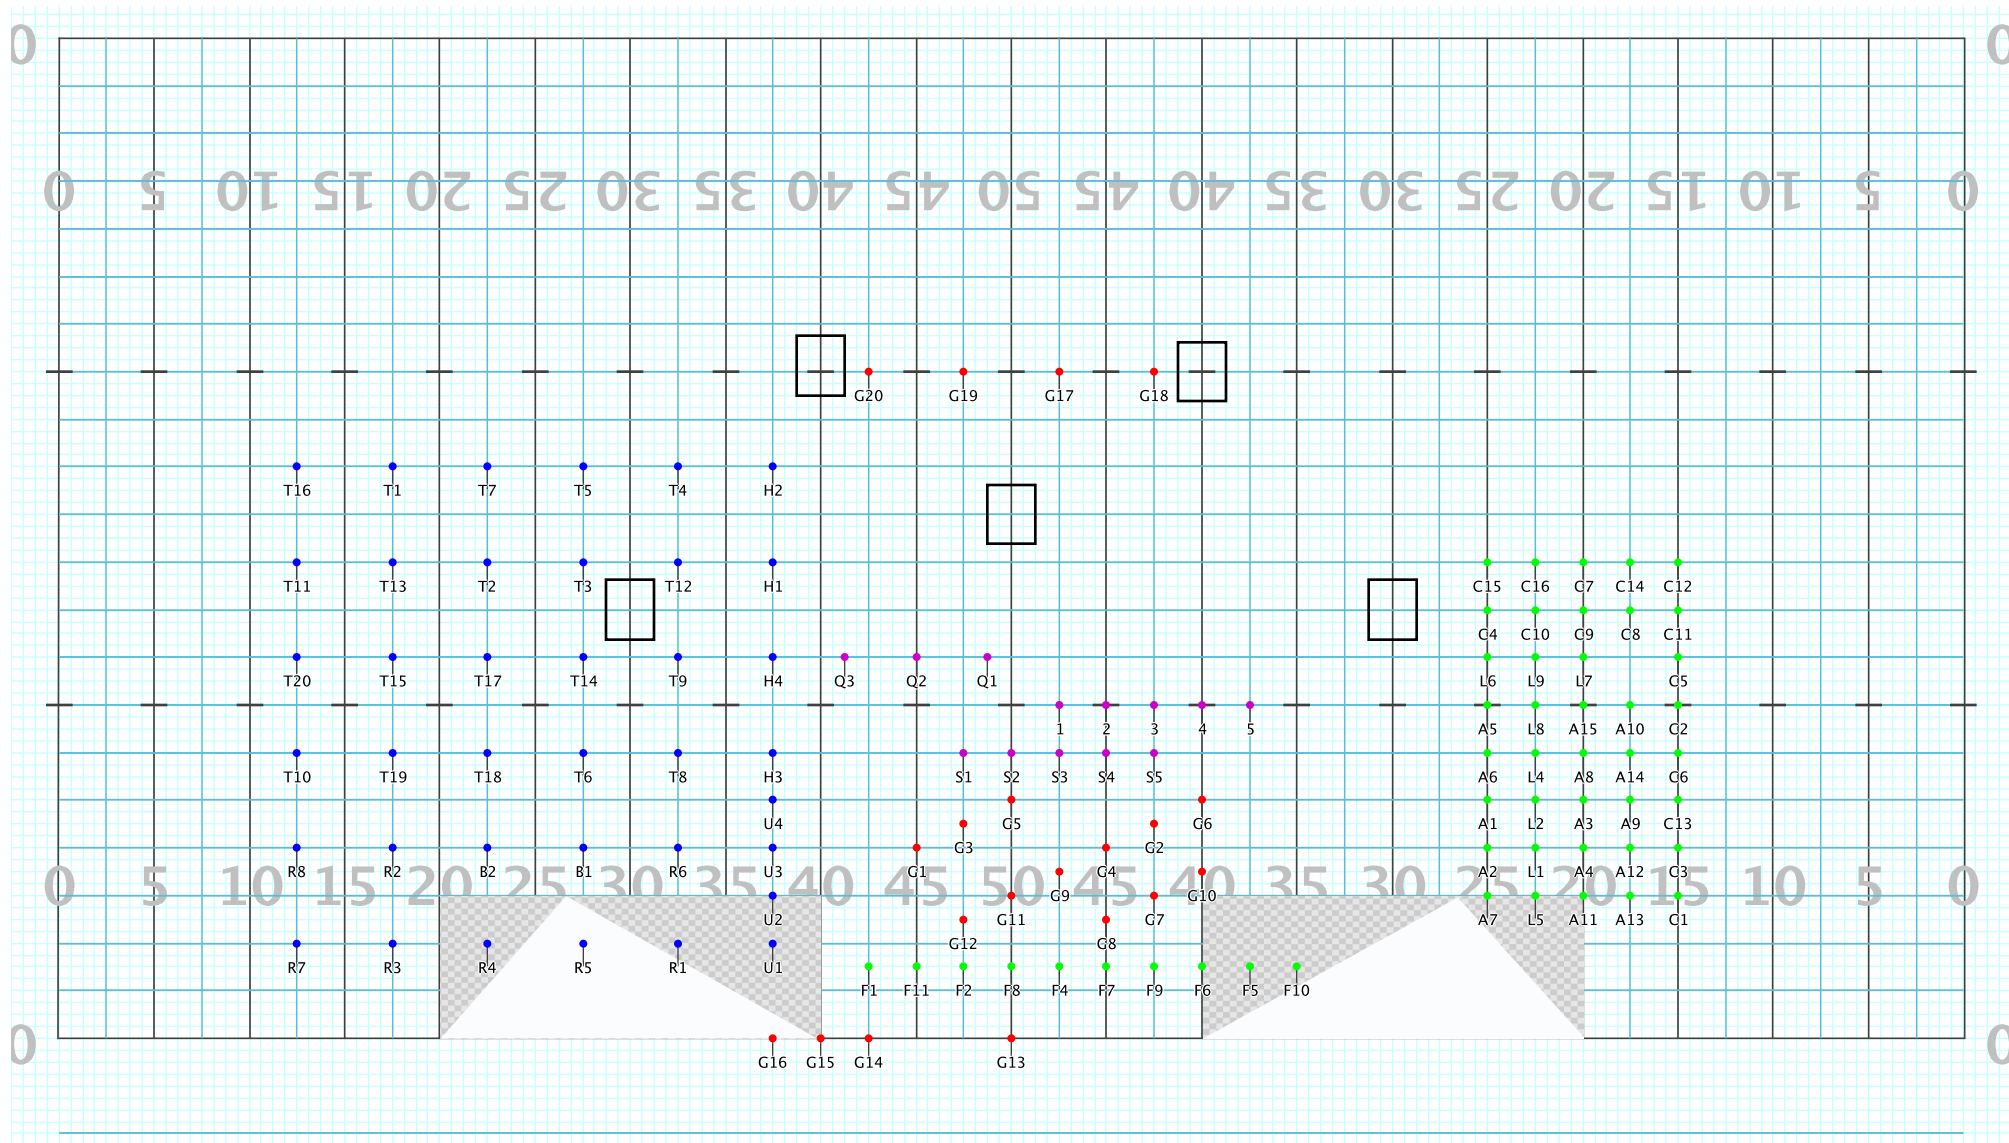 0 0
0 5 10 15 20 25 30 35 40 45 50 45 40 35 30 25 20 15 10 5 0
G20 G19 G17 G18
T16 T1 T7 T5 T4 H2
T11 T13 T2 T3 T12 H1 C15 C16 C7 C14 C12
C4 C10 C9 C8 C11
T20 T15 T17 T14 T9 H4 Q3 Q2 Q1 L6 L9 L7 C5
1 2 3 4 5 A5 L8 A15 A10 C2
T10 T19 T18 T6 T8 H3 S1 S2 S3 S4 S5 A6 L4 A8 A14 C6
U4 G5 G6 A1 L2 A3 A9 C13
G3 G2
R8 R2 B2 B1 R6 U3 G1 G4 A2 L1 A4 A12 C3
0 5 10 15 20 25 30 35 40 45 50 45 40 35 30 25 20 15 10 5 0
G9 G10
U2 G11 G7 A7 L5 A11 A13 C1
G12 G8
R7 R3 R4 R5 R1 U1
F1 F11 F2 F8 F4 F7 F9 F6 F5 F10
0 0
G16 G15 G14 G13